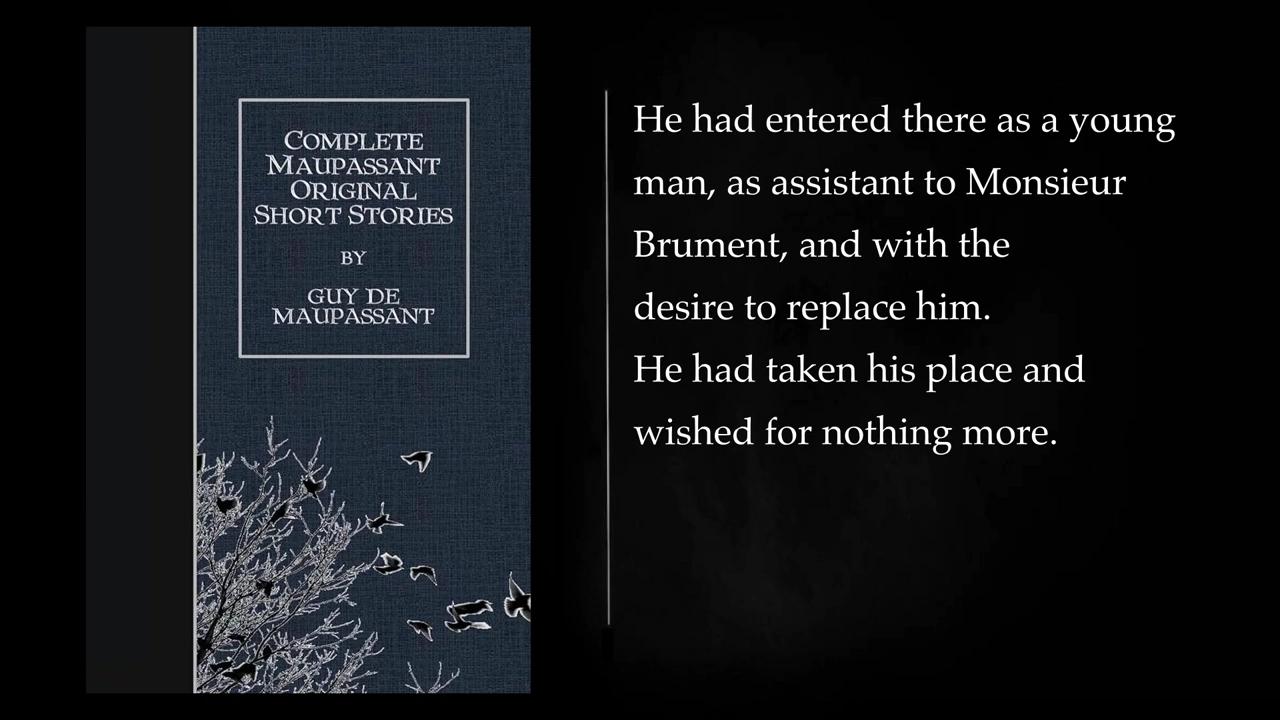 COMPLETE
MAUPASSANT
ORIGINAL
SHORT STORIES
BY
GUY DE
MAUPASSANT
He had entered there as a young
man, as assistant to Monsieur
Brument, and with the
desire to replace him.
He had taken his place and
wished for nothing more.